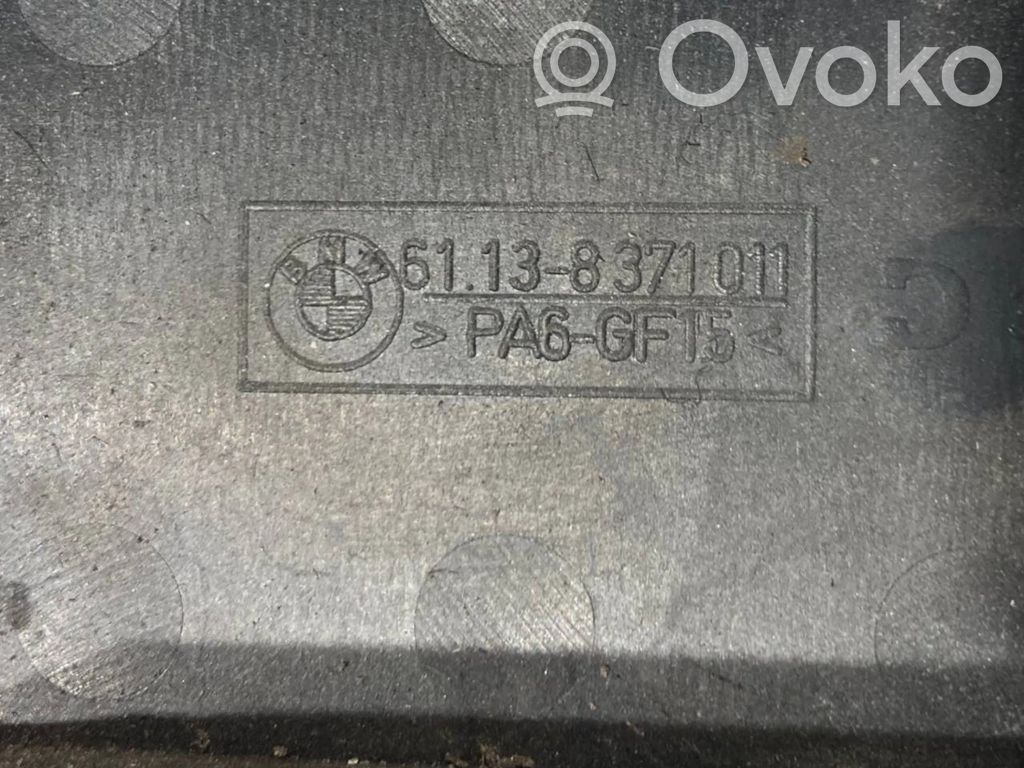 Ovoko
BMW
61.13-8 371 011
> PA6-GF15 <